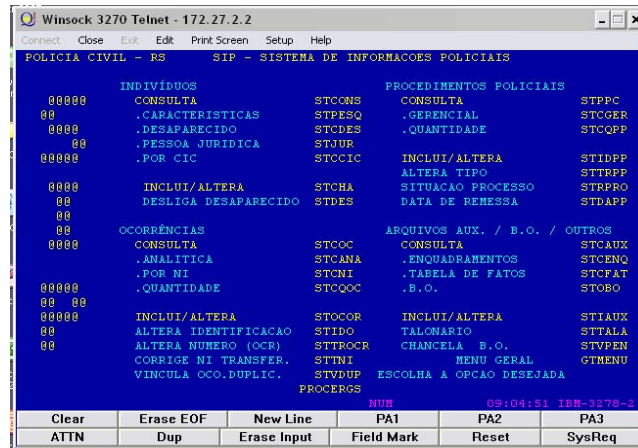 Winsock 3270 Telnet - 172.27.2.2
Connect Close Exit Edit Print Screen Setup Help
POLICIA CIVIL - RS SIP - SISTEMA DE INFORMACOES POLICIAIS
INDIVÍDUOS PROCEDIMENTOS POLICIAIS
@@@@@ CONSULTA STCONS CONSULTA STPPC
@@ .CARACTERISTICAS STPESQ .GERENCIAL STCGER
@@@@ .DESAPARECIDO STCDES .QUANTIDADE STCQPP
@@ .PESSOA JURIDICA STJUR
@@@@@ .POR CIC STCCIC INCLUI/ALTERA STIDPP
ALTERA TIPO STTRPP
@@@@ INCLUI/ALTERA STCHA SITUACAO PROCESSO STRPRO
@@ DESLIGA DESAPARECIDO STDES DATA DE REMESSA STDAPP
@@
@@ OCORRÊNCIAS ARQUIVOS AUX. / B.O. / OUTROS
@@@@ CONSULTA STCOC CONSULTA STCAUX
.ANALITICA STCANA .ENQUADRAMENTOS STCENQ
.POR NI STCNI .TABELA DE FATOS STCFAT
@@@@@ .QUANTIDADE STCQOC .B.O. STOBO
@@ @@
@@@@@ INCLUI/ALTERA STOCOR INCLUI/ALTERA STIAUX
@@ ALTERA IDENTIFICACAO STIDO TALONARIO STTALA
@@ ALTERA NUMERO (OCR) STTROCR CHANCELA B.O. STVPEN
CORRIGE NI TRANSFER. STTNI MENU GERAL GTMENU
VINCULA OCO.DUPLIC. STVDUP ESCOLHA A OPCAO DESEJADA
PROCERGS
NUM 09:04:51 IBM-3278-2
Clear Erase EOF New Line PA1 PA2 PA3
ATTN Dup Erase Input Field Mark Reset SysReq